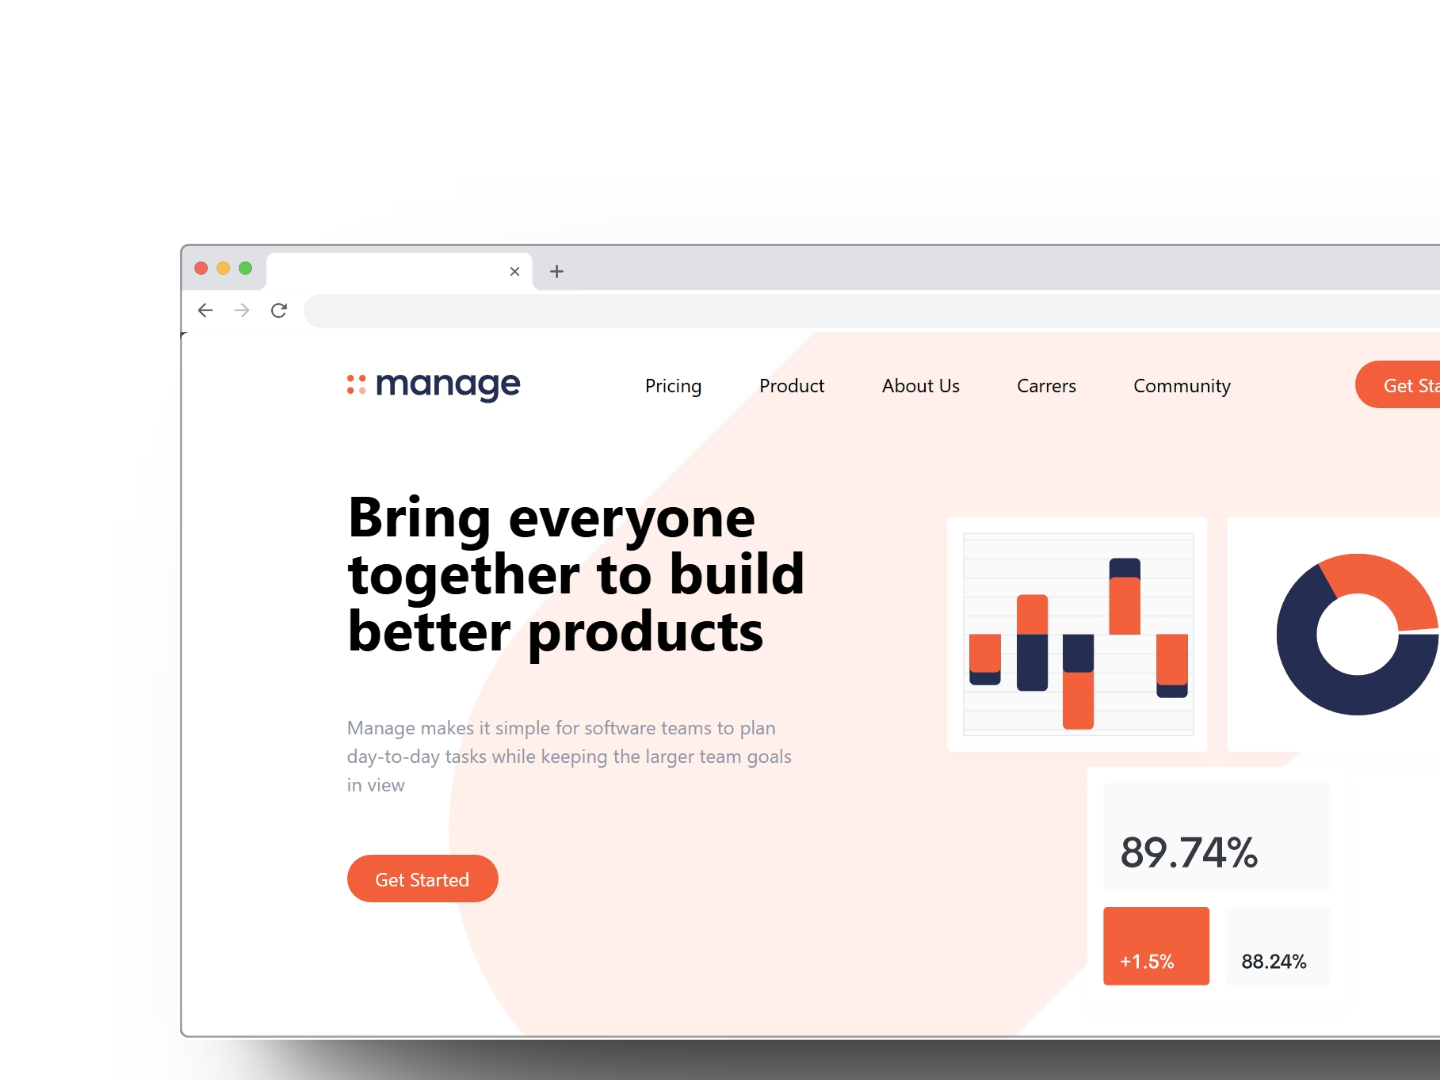 manage
Pricing
Product
About Us
Carrers
Community
Get Sta
Bring everyone
together to build
better products
Manage makes it simple for software teams to plan
day-to-day tasks while keeping the larger team goals
in view
Get Started
89.74%
+1.5%
88.24%